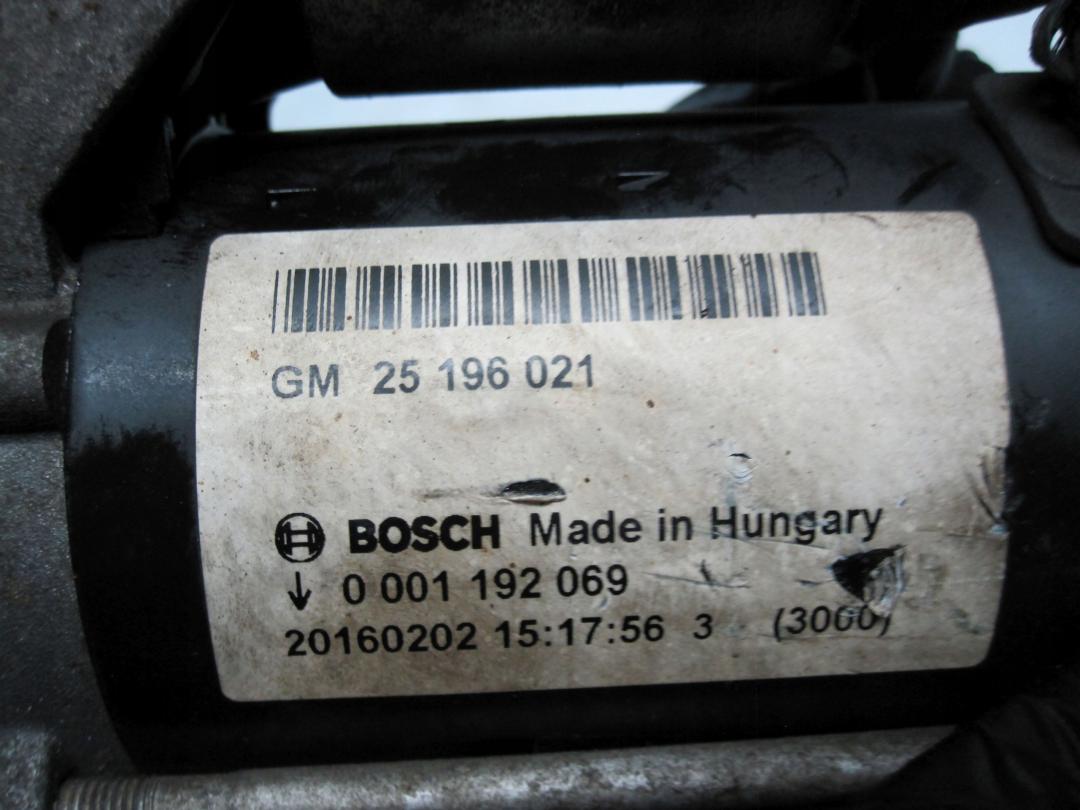 GM 25 196 021
BOSCH Made in Hungary
↓ 0 001 192 069
20160202 15:17:56 3 (3000)